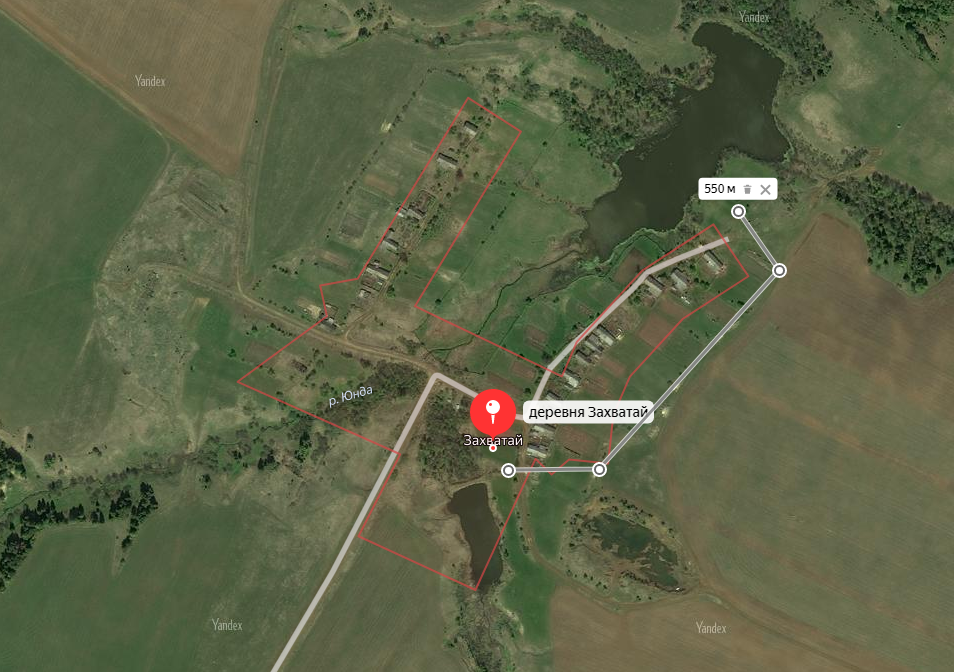 Yandex
Yandex
550 м
р. Юнда
деревня Захватай
Захватай
Yandex
Yandex